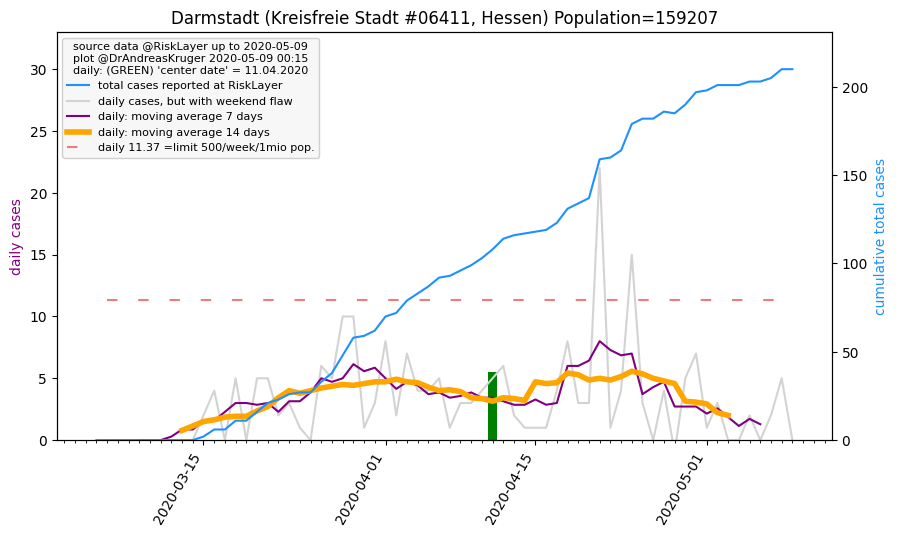 Darmstadt (Kreisfreie Stadt #06411, Hessen) Population=159207
source data @RiskLayer up to 2020-05-09
plot @DrAndreasKruger 2020-05-09 00:15
daily: (GREEN) 'center date' = 11.04.2020
total cases reported at RiskLayer
daily cases, but with weekend flaw
daily: moving average 7 days
daily: moving average 14 days
daily 11.37 =limit 500/week/1mio pop.
daily cases
30
25
20
15
10
5
0
200
150
100
50
0
cumulative total cases
2020-03-15
2020-04-01
2020-04-15
2020-05-01